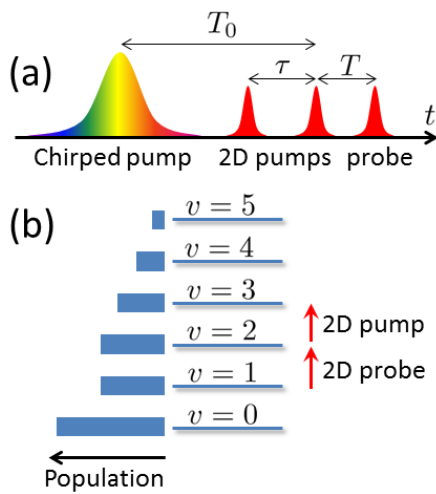 (a)
T₀
τ
T
t
Chirped pump
2D pumps
probe
(b)
v = 5
v = 4
v = 3
v = 2
2D pump
v = 1
2D probe
v = 0
Population